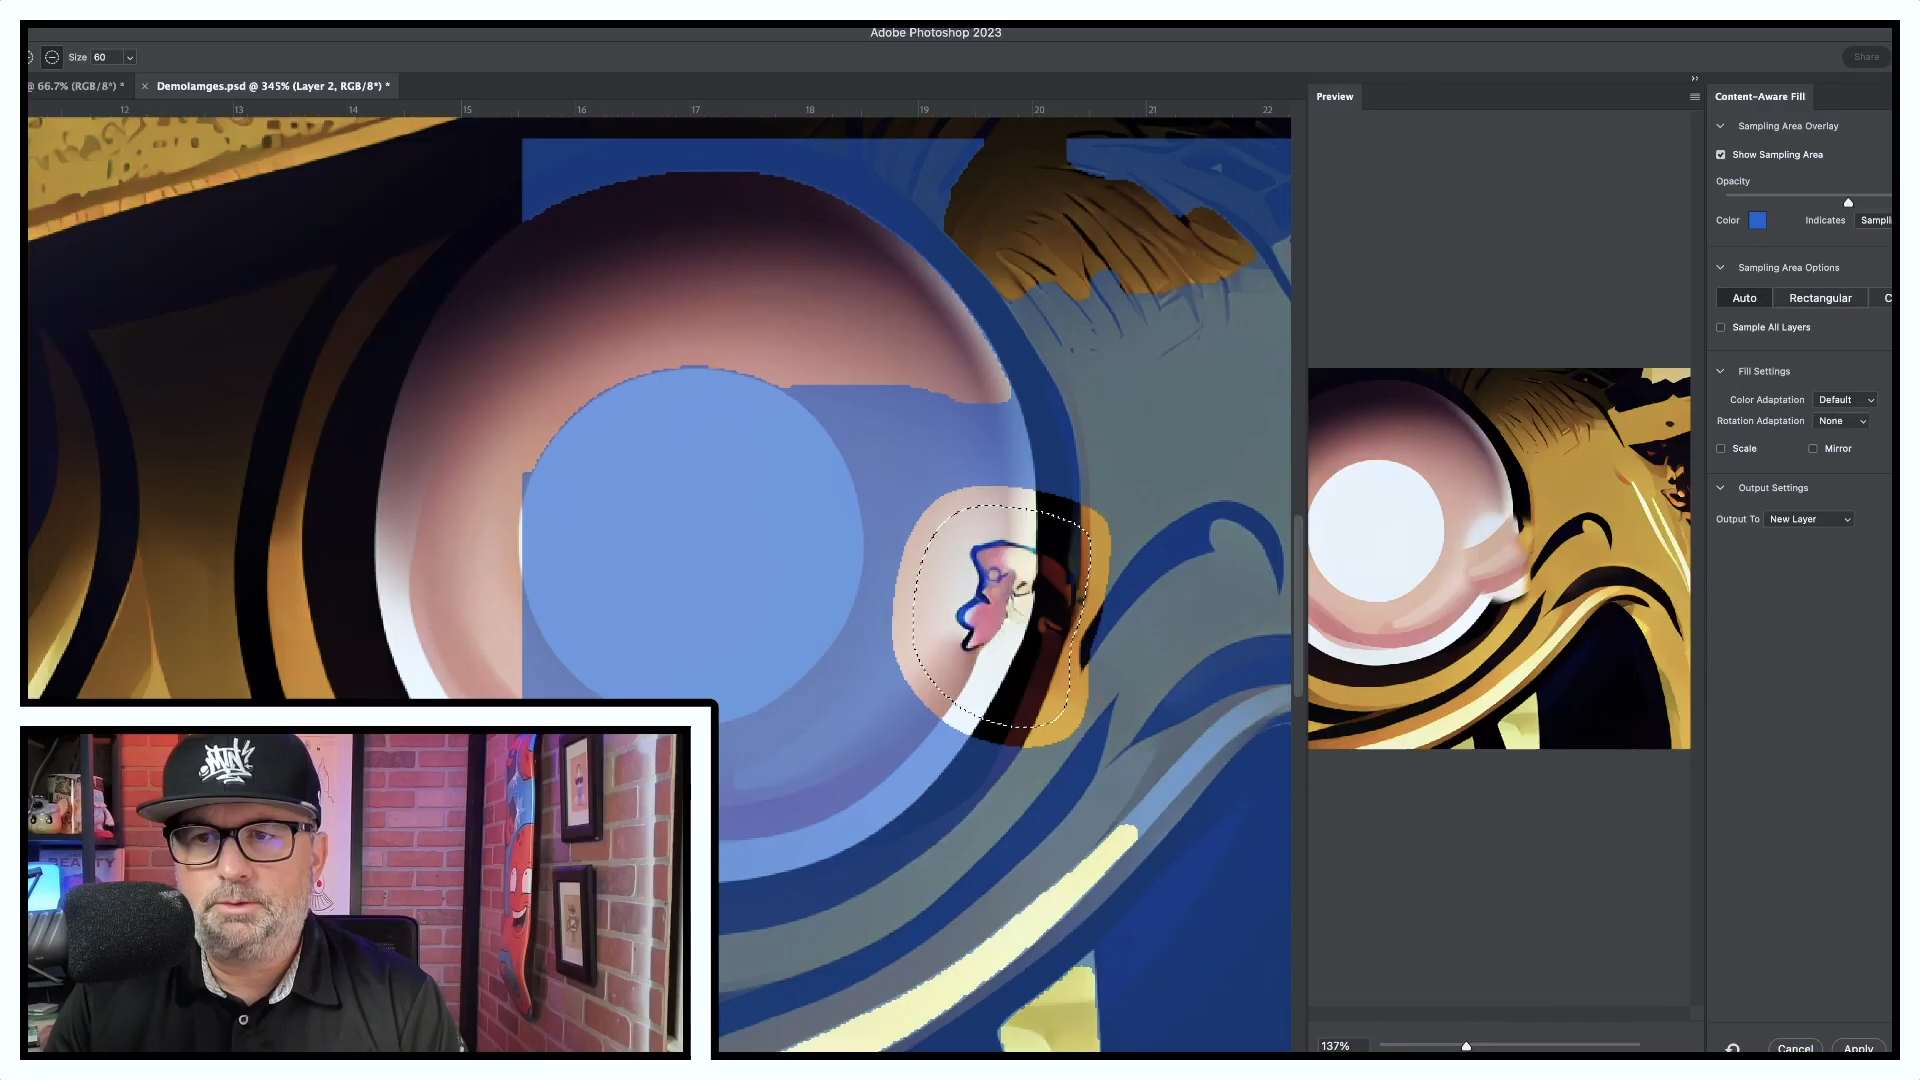 Adobe Photoshop 2023
Size 60
Share
@ 66.7% (RGB/8*) *
× DemoIamges.psd @ 345% (Layer 2, RGB/8*) *
12 13 14 15 16 17 18 19 20 21 22
Preview
Content-Aware Fill
Sampling Area Overlay
Show Sampling Area
Opacity
Color
Indicates
Sampli
Sampling Area Options
Auto
Rectangular
C
Sample All Layers
Fill Settings
Color Adaptation Default
Rotation Adaptation None
Scale
Mirror
Output Settings
Output To New Layer
137%
Cancel
Apply
MTN
BEAUTY